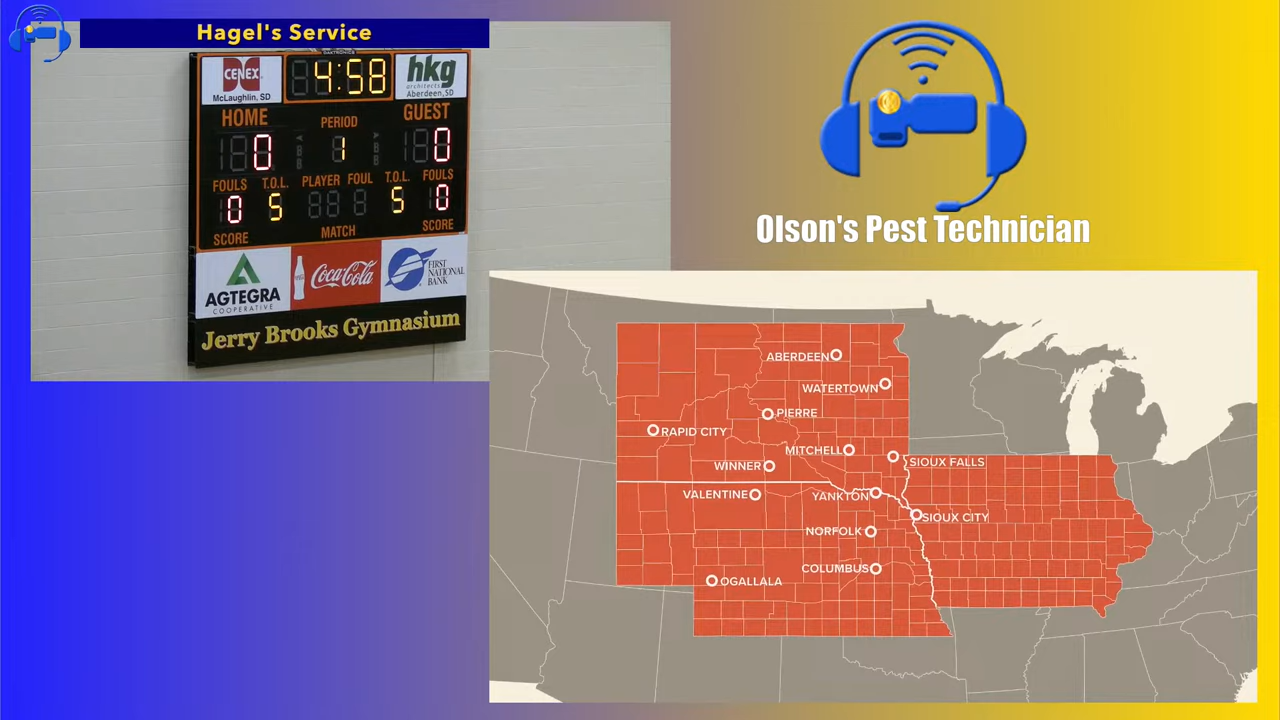 Hagel's Service
DAKTRONICS
CENEX
McLaughlin, SD
4:58
hkg
architects
Aberdeen, SD
HOME
PERIOD
GUEST
0
1
0
FOULS
T.O.L.
PLAYER
FOUL
T.O.L.
FOULS
0
5
5
0
SCORE
MATCH
SCORE
AGTEGRA
COOPERATIVE
Coca-Cola
FIRST
NATIONAL
BANK
Jerry Brooks Gymnasium
Olson's Pest Technician
ABERDEEN
WATERTOWN
PIERRE
RAPID CITY
MITCHELL
SIOUX FALLS
WINNER
VALENTINE
YANKTON
SIOUX CITY
NORFOLK
COLUMBUS
OGALLALA